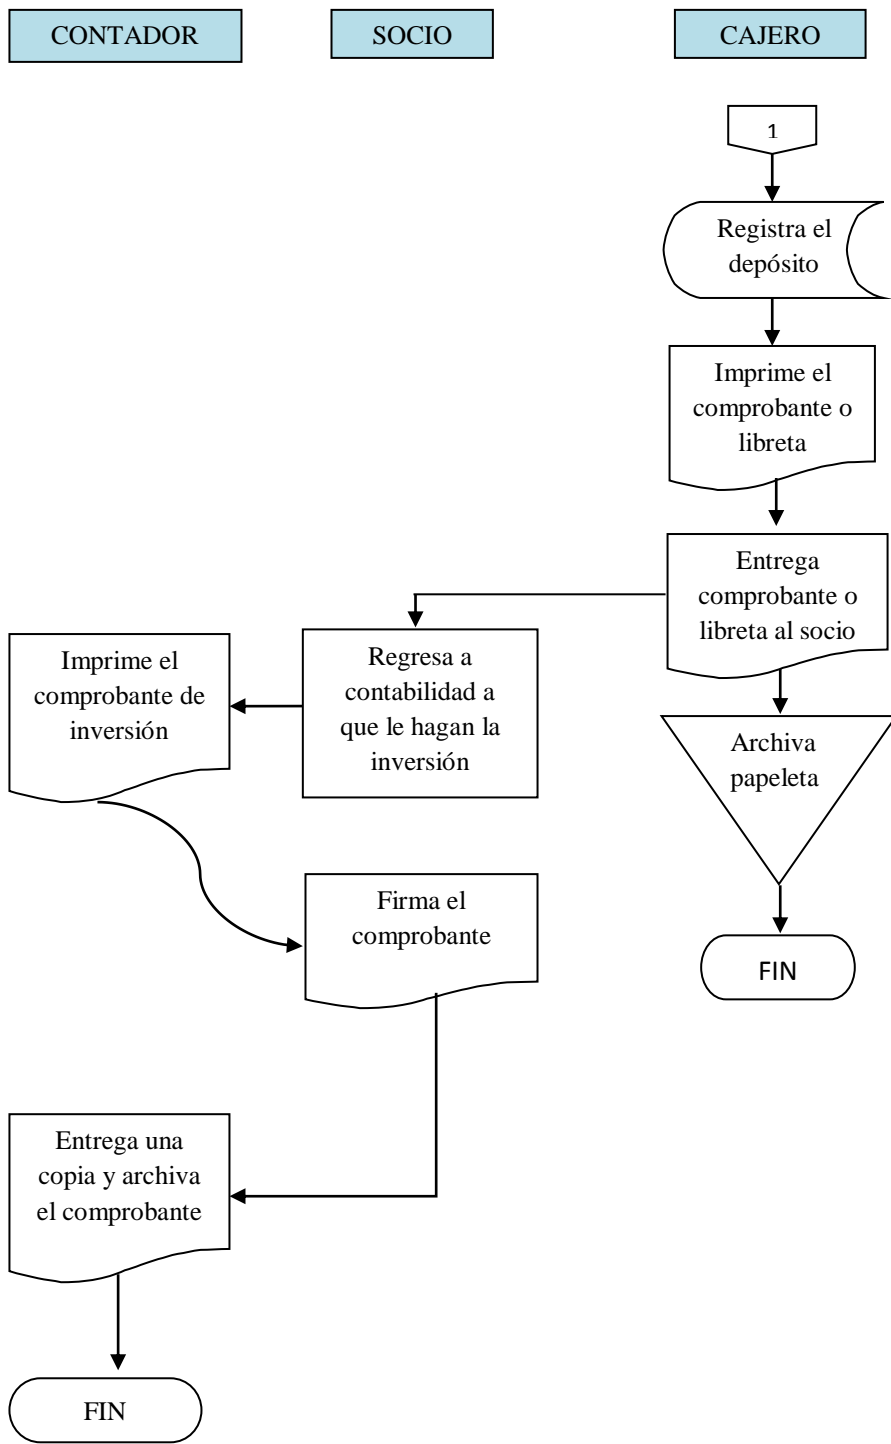 CONTADOR
SOCIO
CAJERO
1
Registra el
depósito
Imprime el
comprobante o
libreta
Entrega
comprobante o
libreta al socio
Regresa a
contabilidad a
que le hagan la
inversión
Imprime el
comprobante de
inversión
Archiva
papeleta
Firma el
comprobante
FIN
Entrega una
copia y archiva
el comprobante
FIN